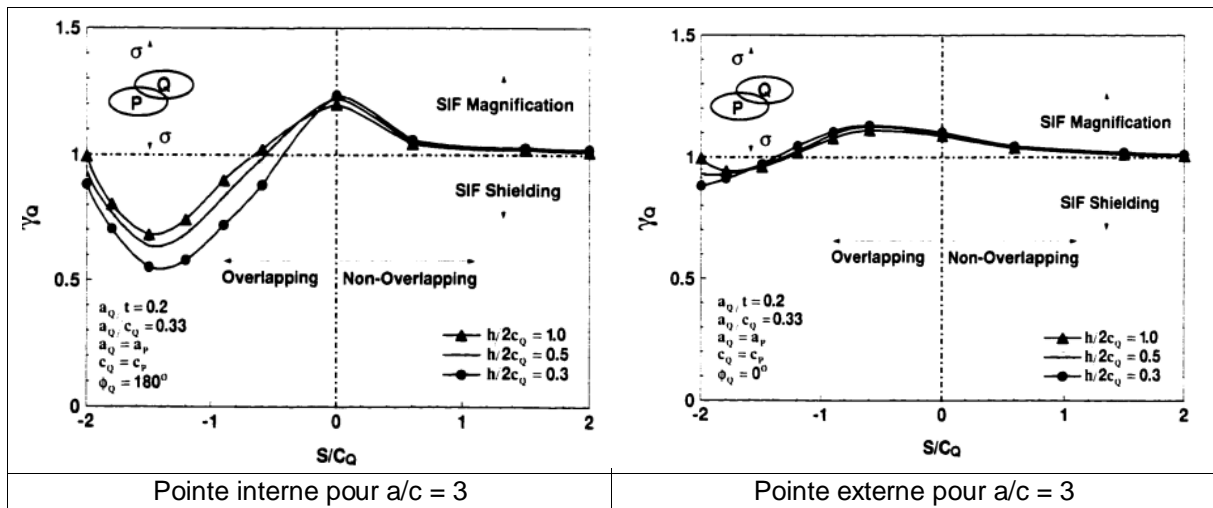 1.5
σ
Q
P
σ
SIF Magnification
1
SIF Shielding
γQ
Overlapping
Non-Overlapping
0.5
aQ/ t = 0.2
aQ/ cQ = 0.33
aQ = aP
cQ = cP
ϕQ = 180°
h/2cQ = 1.0
h/2cQ = 0.5
h/2cQ = 0.3
0
-2
-1
0
1
2
S/CQ
Pointe interne pour a/c = 3
1.5
σ
Q
P
σ
SIF Magnification
1
SIF Shielding
γQ
Overlapping
Non-Overlapping
0.5
aQ/ t = 0.2
aQ/ cQ = 0.33
aQ = aP
cQ = cP
ϕQ = 0°
h/2cQ = 1.0
h/2cQ = 0.5
h/2cQ = 0.3
0
-2
-1
0
1
2
S/CQ
Pointe externe pour a/c = 3